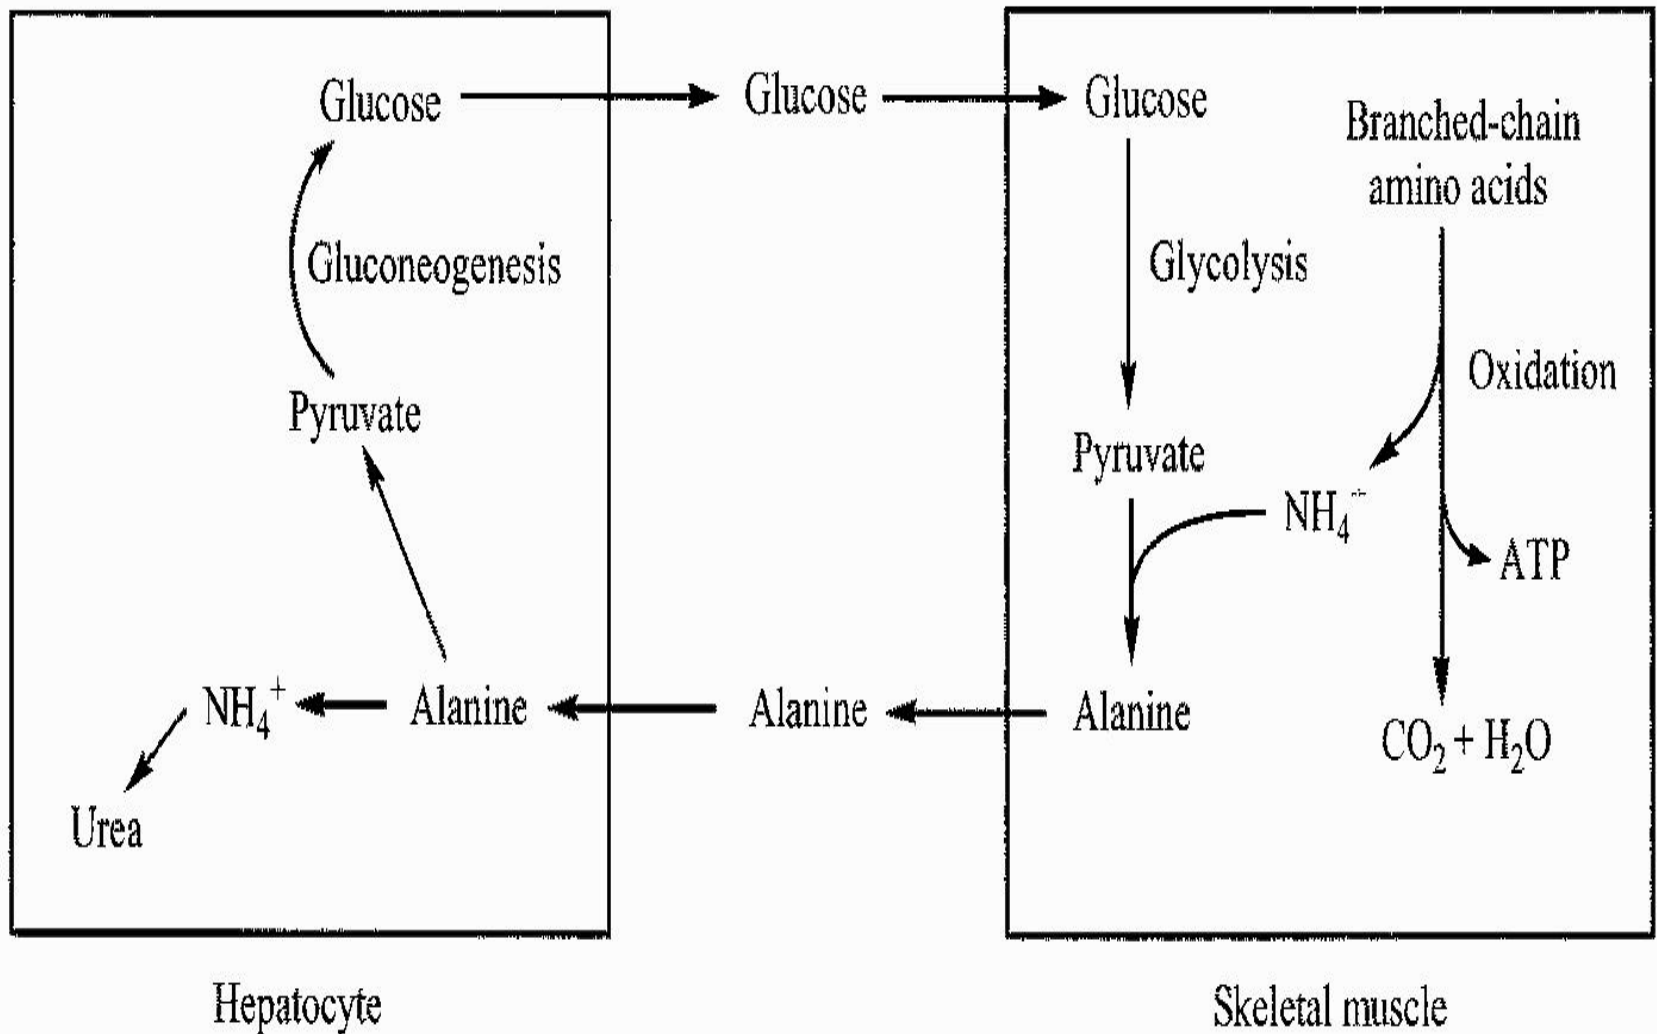 Glucose
Glucose
Glucose
Branched-chain
amino acids
Gluconeogenesis
Glycolysis
Oxidation
Pyruvate
Pyruvate
NH₄⁺
ATP
NH₄⁺
Alanine
Alanine
Alanine
CO₂ + H₂O
Urea
Hepatocyte
Skeletal muscle